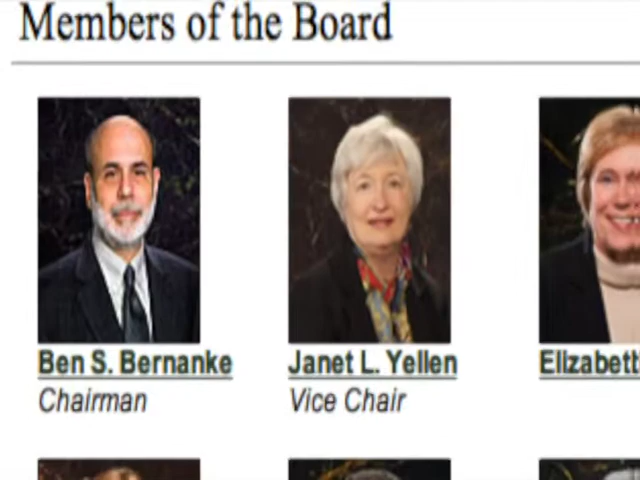 Members of the Board
Ben S. Bernanke Janet L. Yellen
Chairman Vice Chair